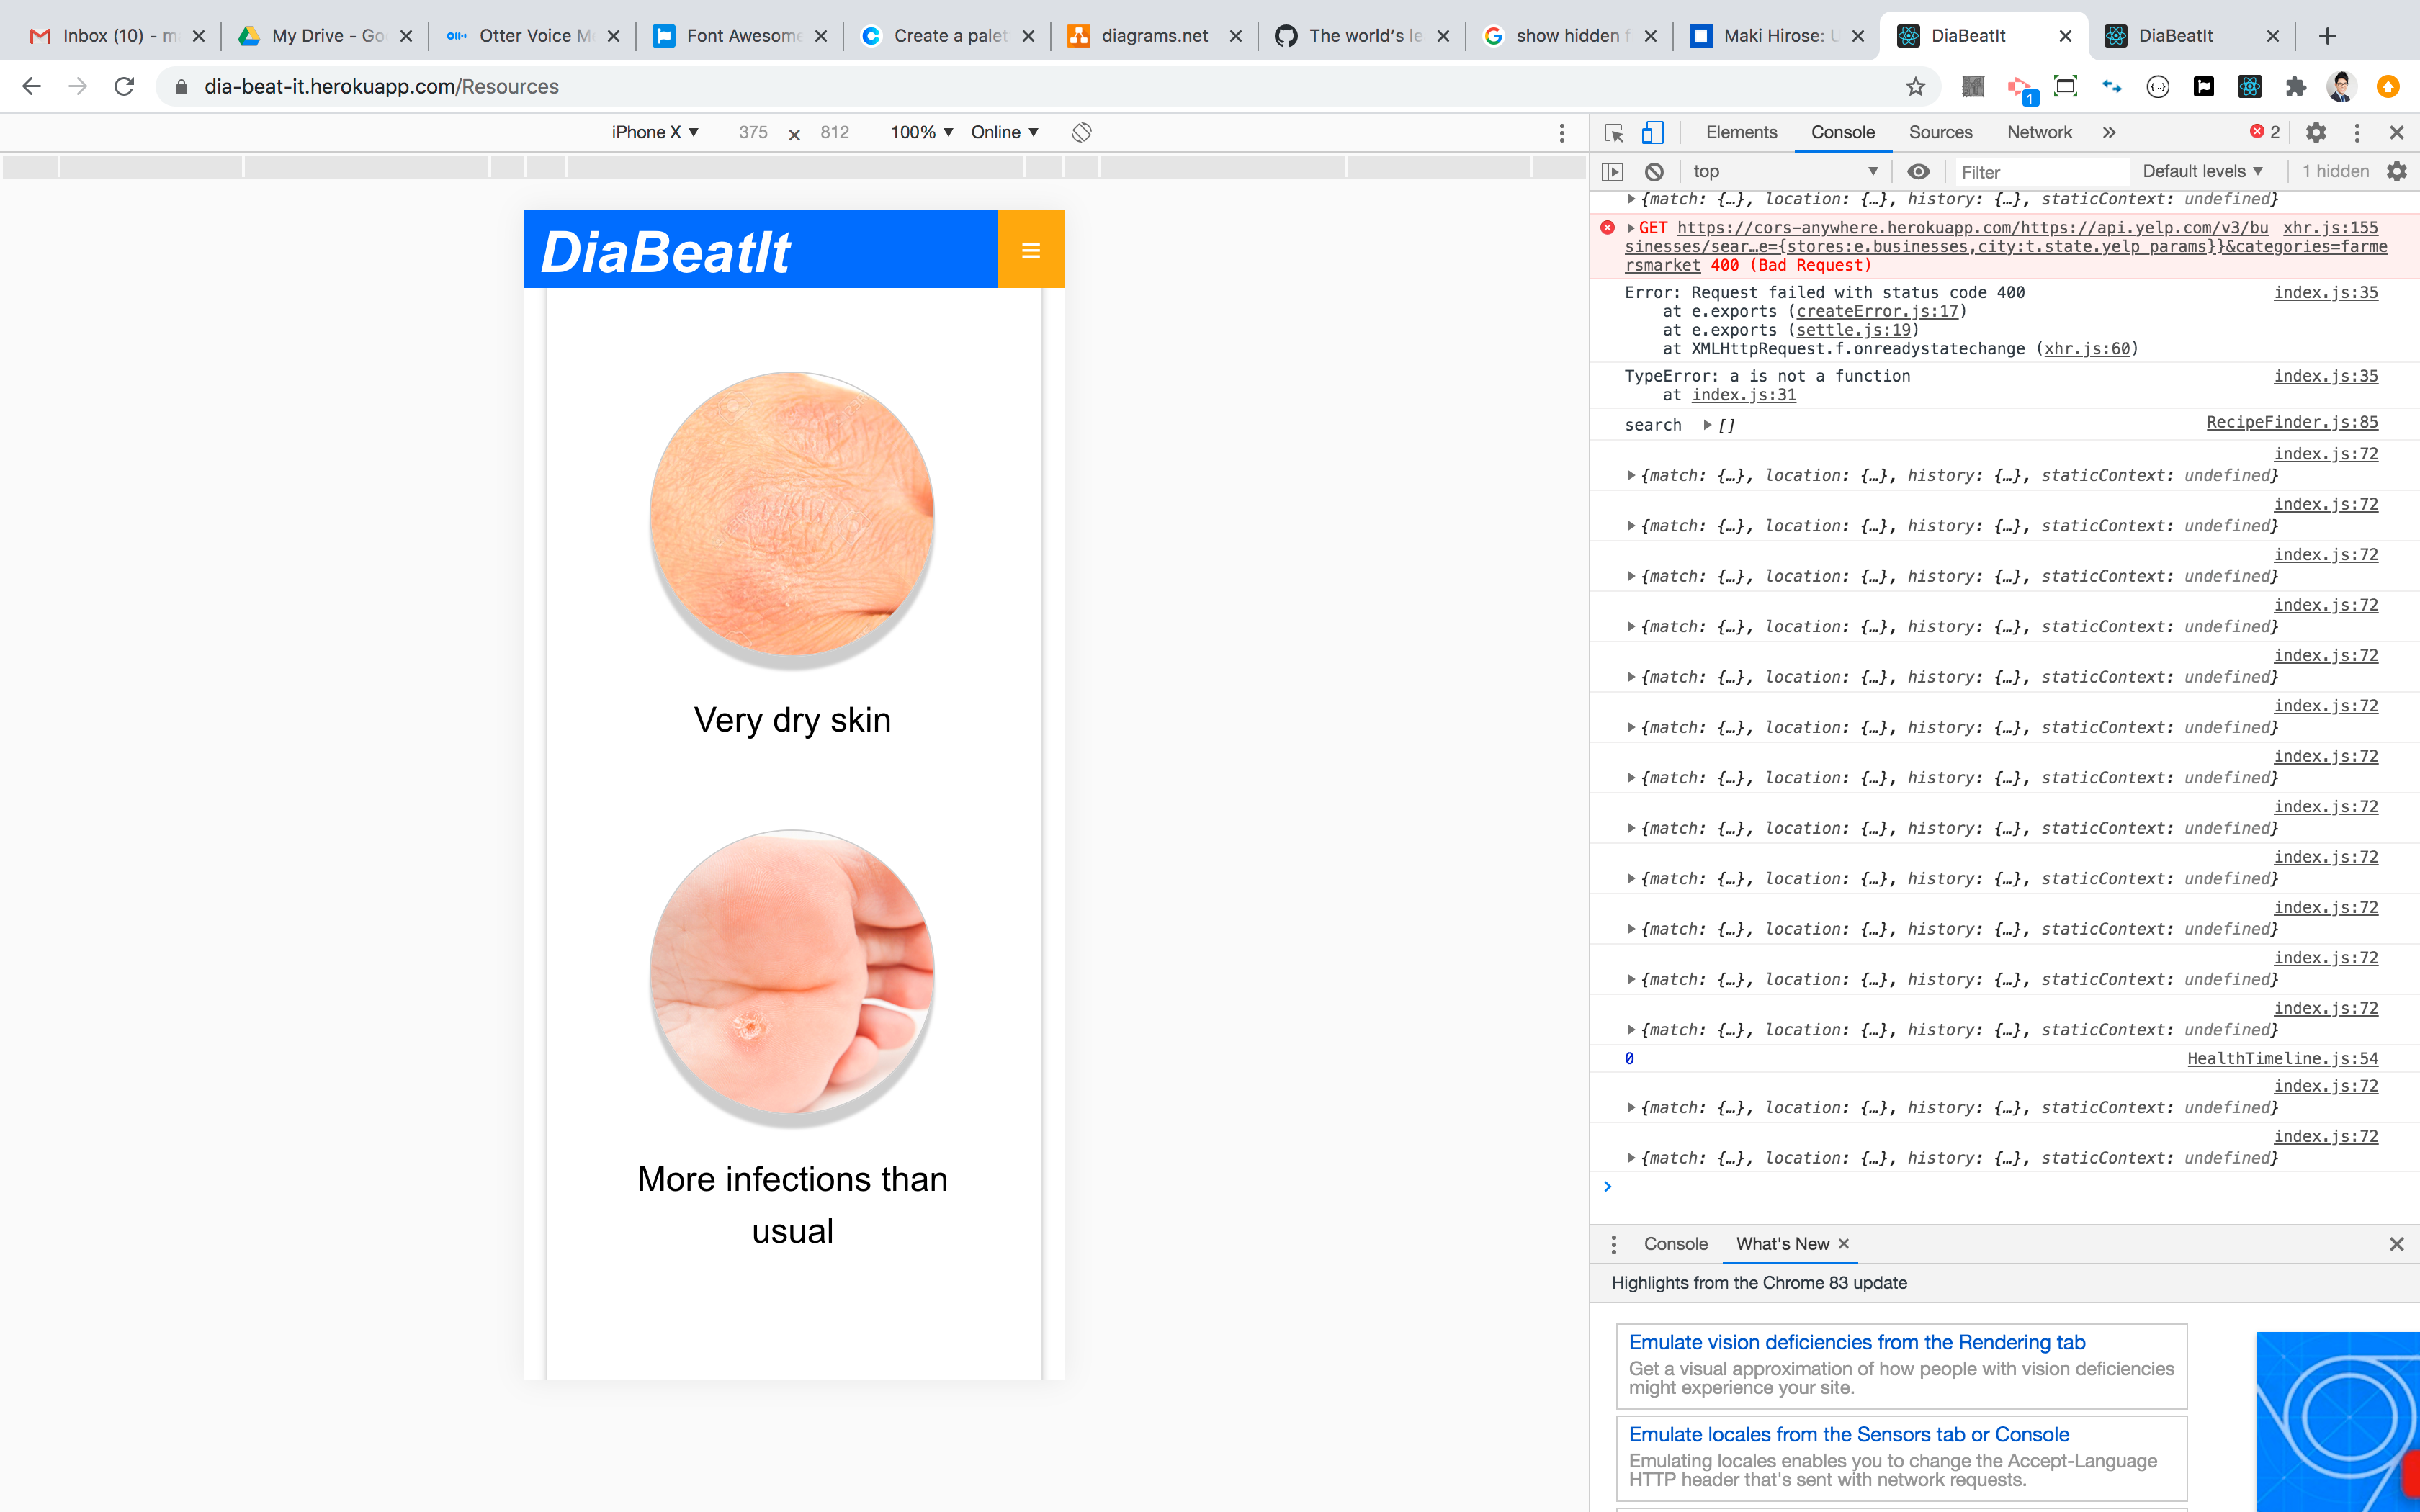 Inbox (10) - m
My Drive - Go
Otter Voice M
Font Awesome
Create a palet
diagrams.net
The world's le
show hidden f
Maki Hirose: U
DiaBeatIt
DiaBeatIt
dia-beat-it.herokuapp.com/Resources
1
iPhone X ▼ 375 × 812 100% ▼ Online ▼
DiaBeatIt
Very dry skin
More infections than
usual
Elements Console Sources Network » 2
top ▼ Filter Default levels ▼ 1 hidden
{match: {…}, location: {…}, history: {…}, staticContext: undefined}
GET https://cors-anywhere.herokuapp.com/https://api.yelp.com/v3/bu xhr.js:155
sinesses/sear…e={stores:e.businesses,city:t.state.yelp_params}}&categories=farme
rsmarket 400 (Bad Request)
Error: Request failed with status code 400 index.js:35
at e.exports (createError.js:17)
at e.exports (settle.js:19)
at XMLHttpRequest.f.onreadystatechange (xhr.js:60)
TypeError: a is not a function index.js:35
at index.js:31
search ▶[] RecipeFinder.js:85
index.js:72
{match: {…}, location: {…}, history: {…}, staticContext: undefined}
index.js:72
{match: {…}, location: {…}, history: {…}, staticContext: undefined}
index.js:72
{match: {…}, location: {…}, history: {…}, staticContext: undefined}
index.js:72
{match: {…}, location: {…}, history: {…}, staticContext: undefined}
index.js:72
{match: {…}, location: {…}, history: {…}, staticContext: undefined}
index.js:72
{match: {…}, location: {…}, history: {…}, staticContext: undefined}
index.js:72
{match: {…}, location: {…}, history: {…}, staticContext: undefined}
index.js:72
{match: {…}, location: {…}, history: {…}, staticContext: undefined}
index.js:72
{match: {…}, location: {…}, history: {…}, staticContext: undefined}
index.js:72
{match: {…}, location: {…}, history: {…}, staticContext: undefined}
index.js:72
{match: {…}, location: {…}, history: {…}, staticContext: undefined}
index.js:72
{match: {…}, location: {…}, history: {…}, staticContext: undefined}
0 HealthTimeline.js:54
index.js:72
{match: {…}, location: {…}, history: {…}, staticContext: undefined}
index.js:72
{match: {…}, location: {…}, history: {…}, staticContext: undefined}
Console What's New
Highlights from the Chrome 83 update
Emulate vision deficiencies from the Rendering tab
Get a visual approximation of how people with vision deficiencies
might experience your site.
Emulate locales from the Sensors tab or Console
Emulating locales enables you to change the Accept-Language
HTTP header that's sent with network requests.